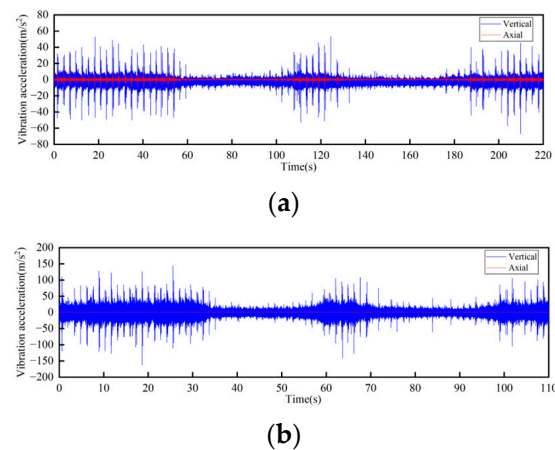 80
60
40
20
0
−20
−40
−60
−80
Vibration acceleration(m/s²)
Vertical
Axial
0 20 40 60 80 100 120 140 160 180 200 220
Time(s)
(a)
200
150
100
50
0
−50
−100
−150
−200
Vibration acceleration(m/s²)
Vertical
Axial
0 10 20 30 40 50 60 70 80 90 100 110
Time(s)
(b)